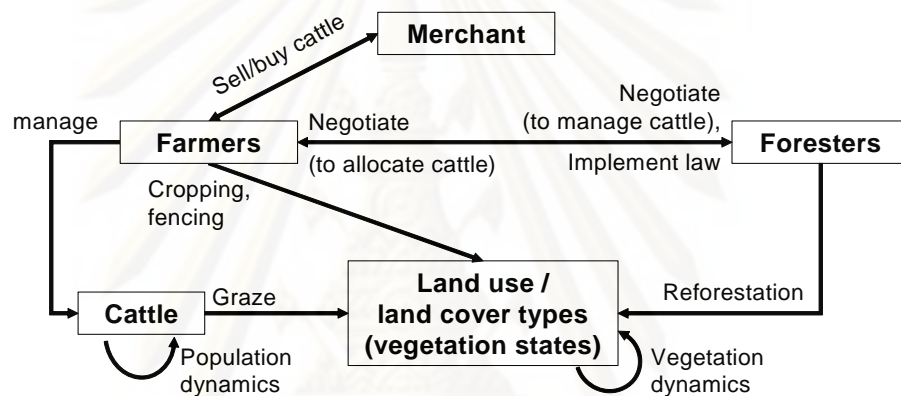 Merchant
Sell/buy cattle
manage
Farmers
Negotiate
(to allocate cattle)
Negotiate
(to manage cattle),
Implement law
Foresters
Cropping,
fencing
Land use /
land cover types
(vegetation states)
Cattle
Graze
Reforestation
Population
dynamics
Vegetation
dynamics